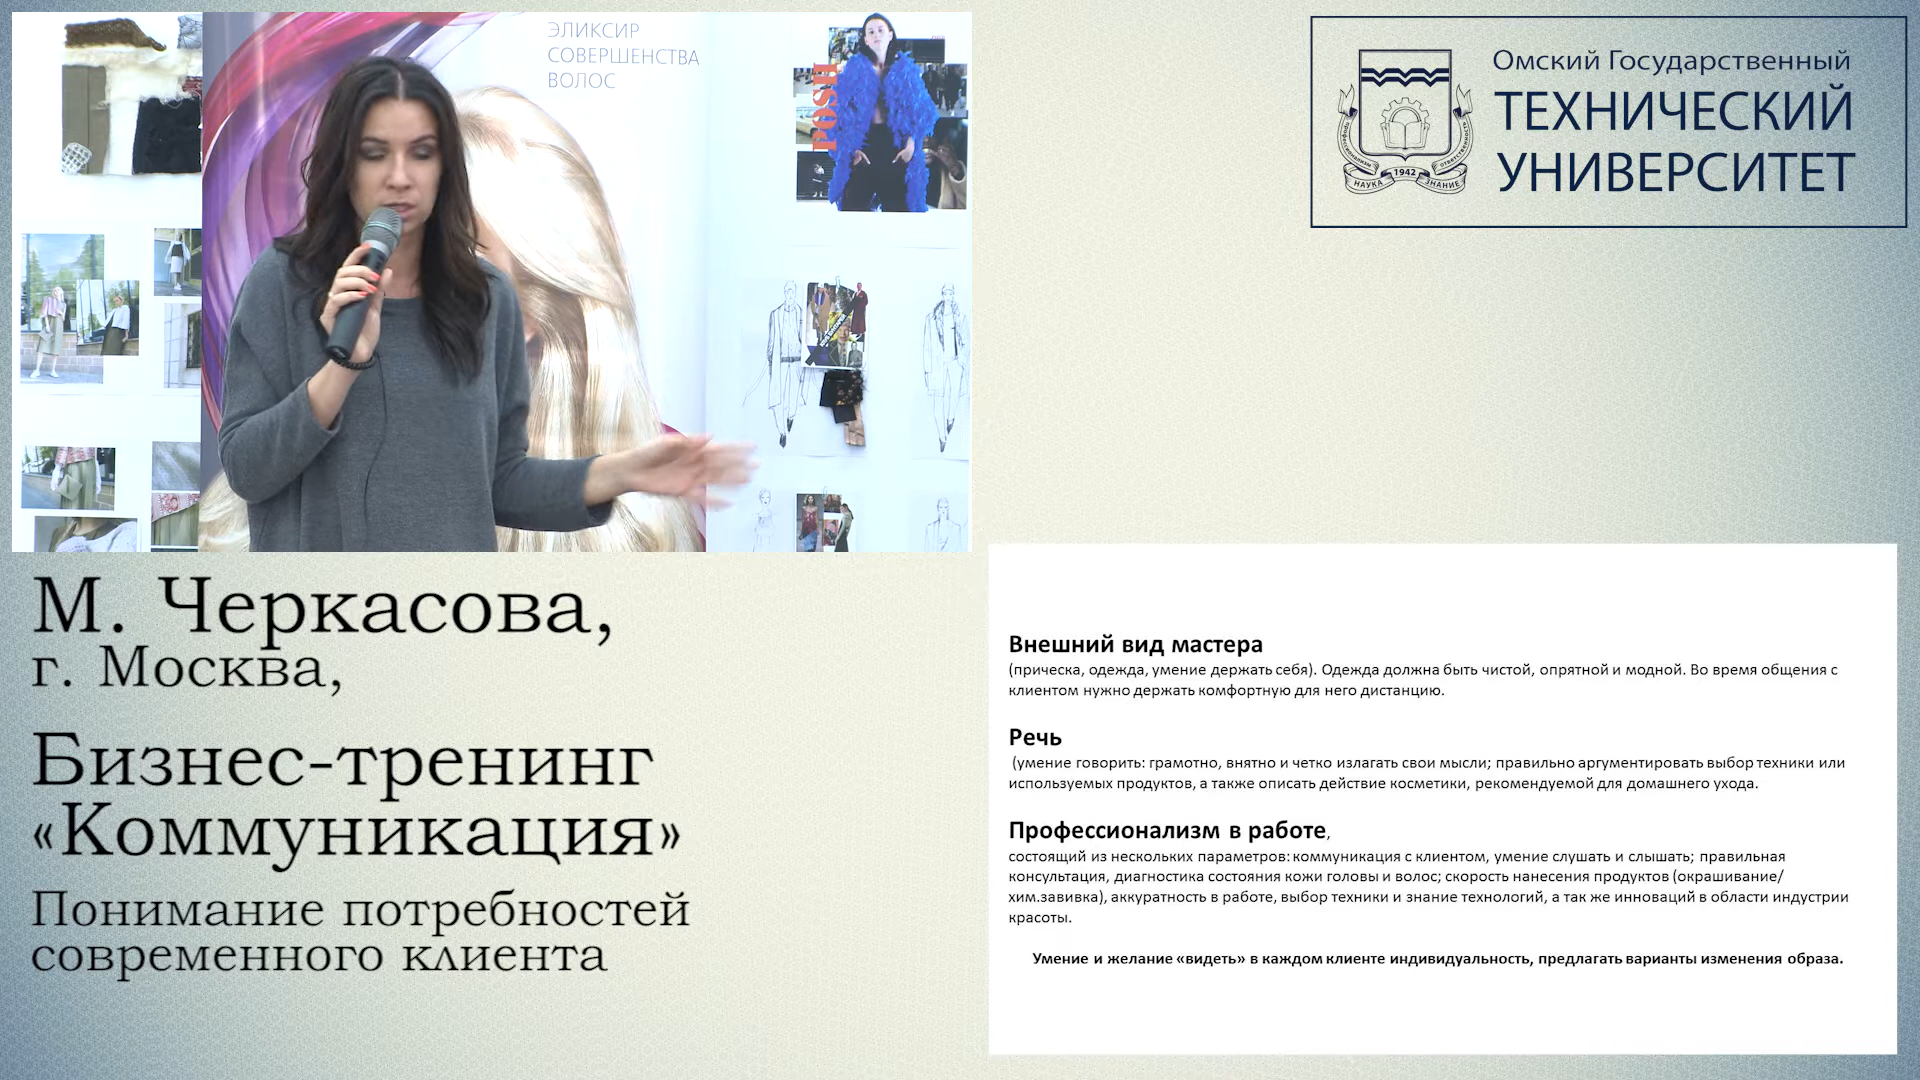 ЭЛИКСИР
СОВЕРШЕНСТВА
ВОЛОС
POSH
Омский Государственный
ТЕХНИЧЕСКИЙ
УНИВЕРСИТЕТ
НАУКА 1942 ЗНАНИЕ
М. Черкасова,
г. Москва,
Бизнес-тренинг
«Коммуникация»
Понимание потребностей
современного клиента
Внешний вид мастера
(прическа, одежда, умение держать себя). Одежда должна быть чистой, опрятной и модной. Во время общения с
клиентом нужно держать комфортную для него дистанцию.
Речь
(умение говорить: грамотно, внятно и четко излагать свои мысли; правильно аргументировать выбор техники или
используемых продуктов, а также описать действие косметики, рекомендуемой для домашнего ухода.
Профессионализм в работе,
состоящий из нескольких параметров: коммуникация с клиентом, умение слушать и слышать; правильная
консультация, диагностика состояния кожи головы и волос; скорость нанесения продуктов (окрашивание/
хим.завивка), аккуратность в работе, выбор техники и знание технологий, а так же инноваций в области индустрии
красоты.
Умение и желание «видеть» в каждом клиенте индивидуальность, предлагать варианты изменения образа.